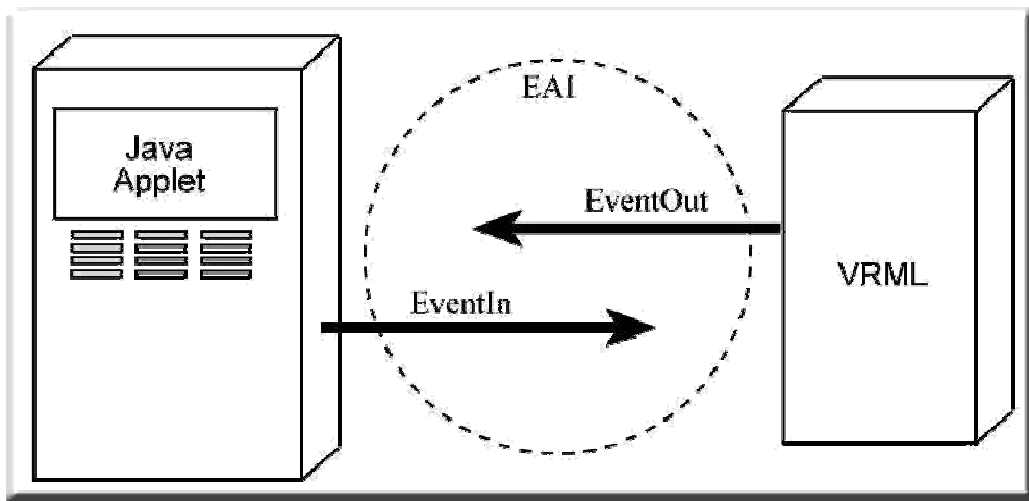 EAI
Java
Applet
EventOut
VRML
EventIn